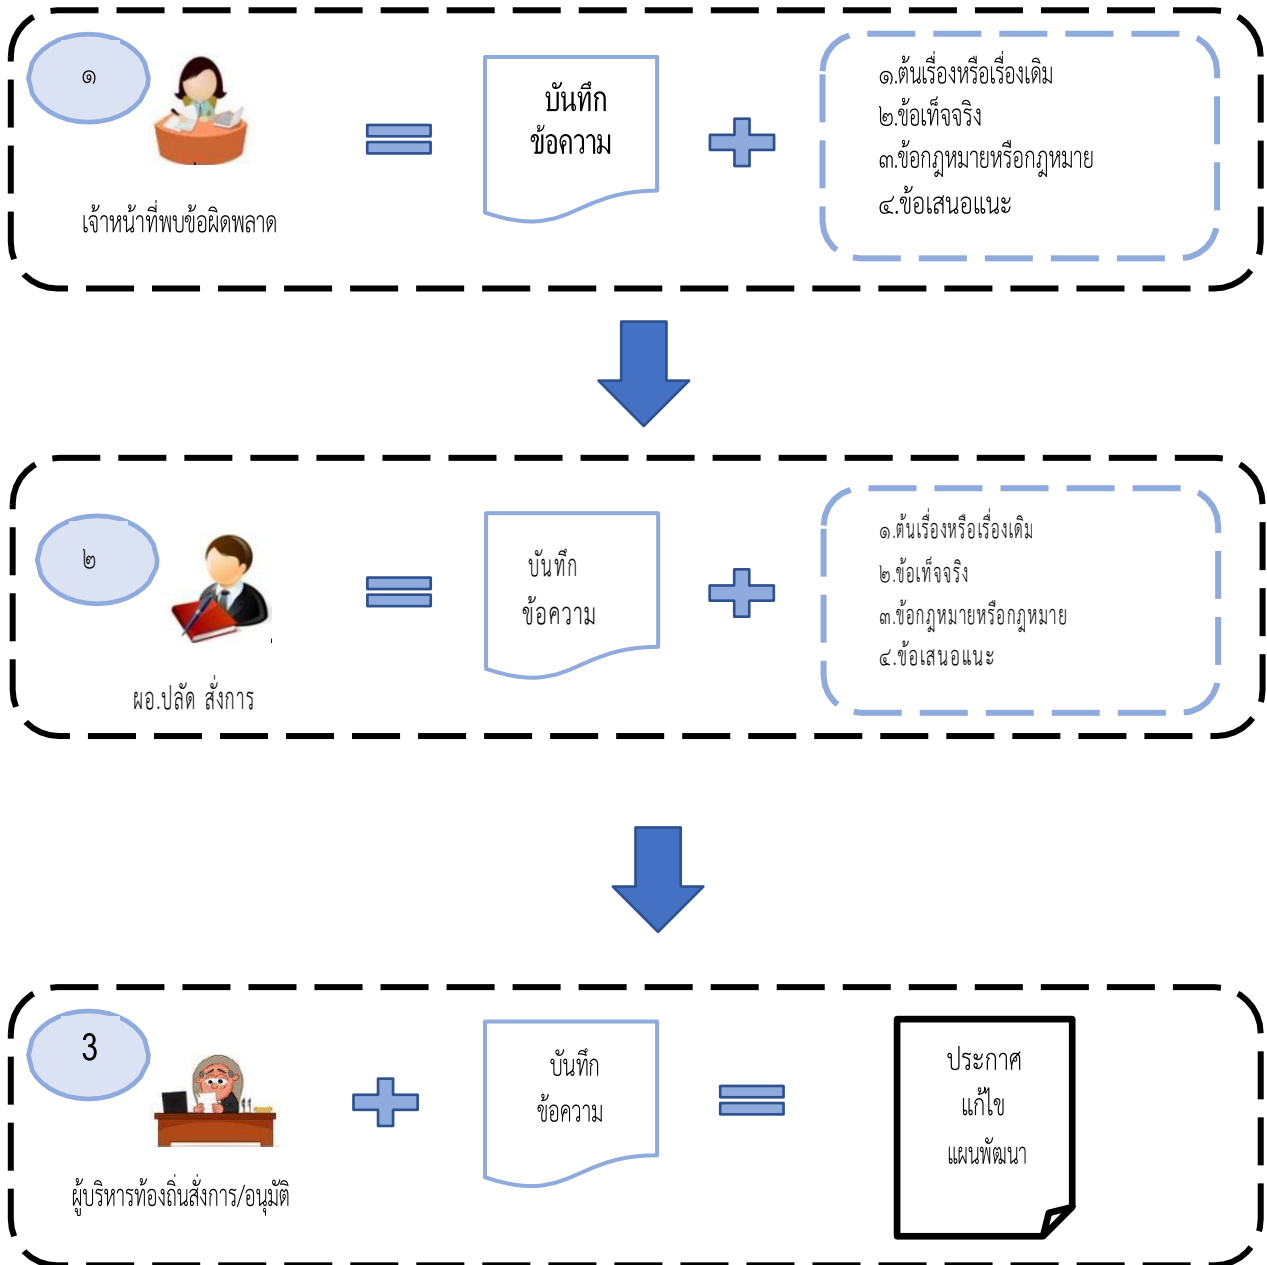 ๑
เจ้าหน้าที่พบข้อผิดพลาด
บันทึก
ข้อความ
๑.ต้นเรื่องหรือเรื่องเดิม
๒.ข้อเท็จจริง
๓.ข้อกฎหมายหรือกฎหมาย
๔.ข้อเสนอแนะ
๒
ผอ.ปลัด สั่งการ
บันทึก
ข้อความ
๑.ต้นเรื่องหรือเรื่องเดิม
๒.ข้อเท็จจริง
๓.ข้อกฎหมายหรือกฎหมาย
๔.ข้อเสนอแนะ
3
ผู้บริหารท้องถิ่นสั่งการ/อนุมัติ
บันทึก
ข้อความ
ประกาศ
แก้ไข
แผนพัฒนา